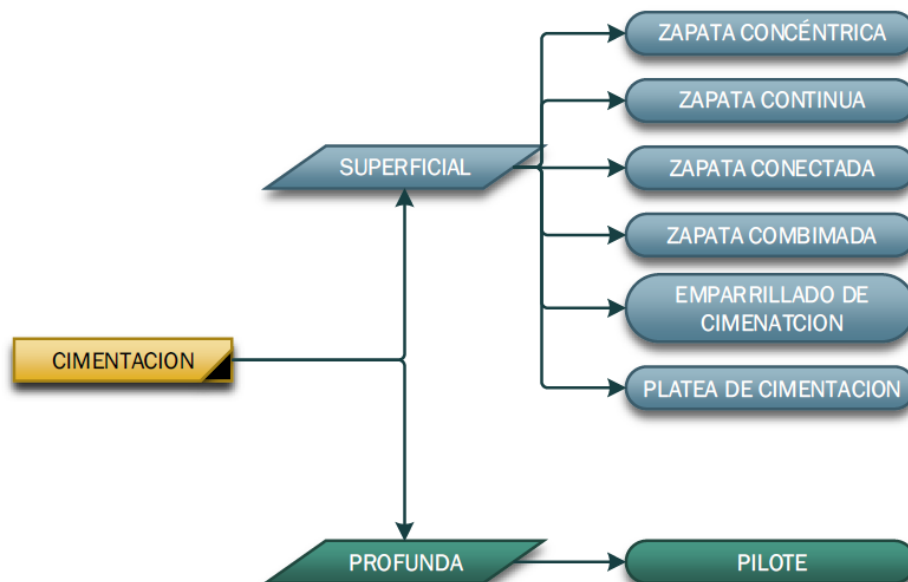 ZAPATA CONCÉNTRICA
ZAPATA CONTINUA
SUPERFICIAL
ZAPATA CONECTADA
ZAPATA COMBIMADA
EMPARRILLADO DE
CIMENATCION
CIMENTACION
PLATEA DE CIMENTACION
PROFUNDA
PILOTE